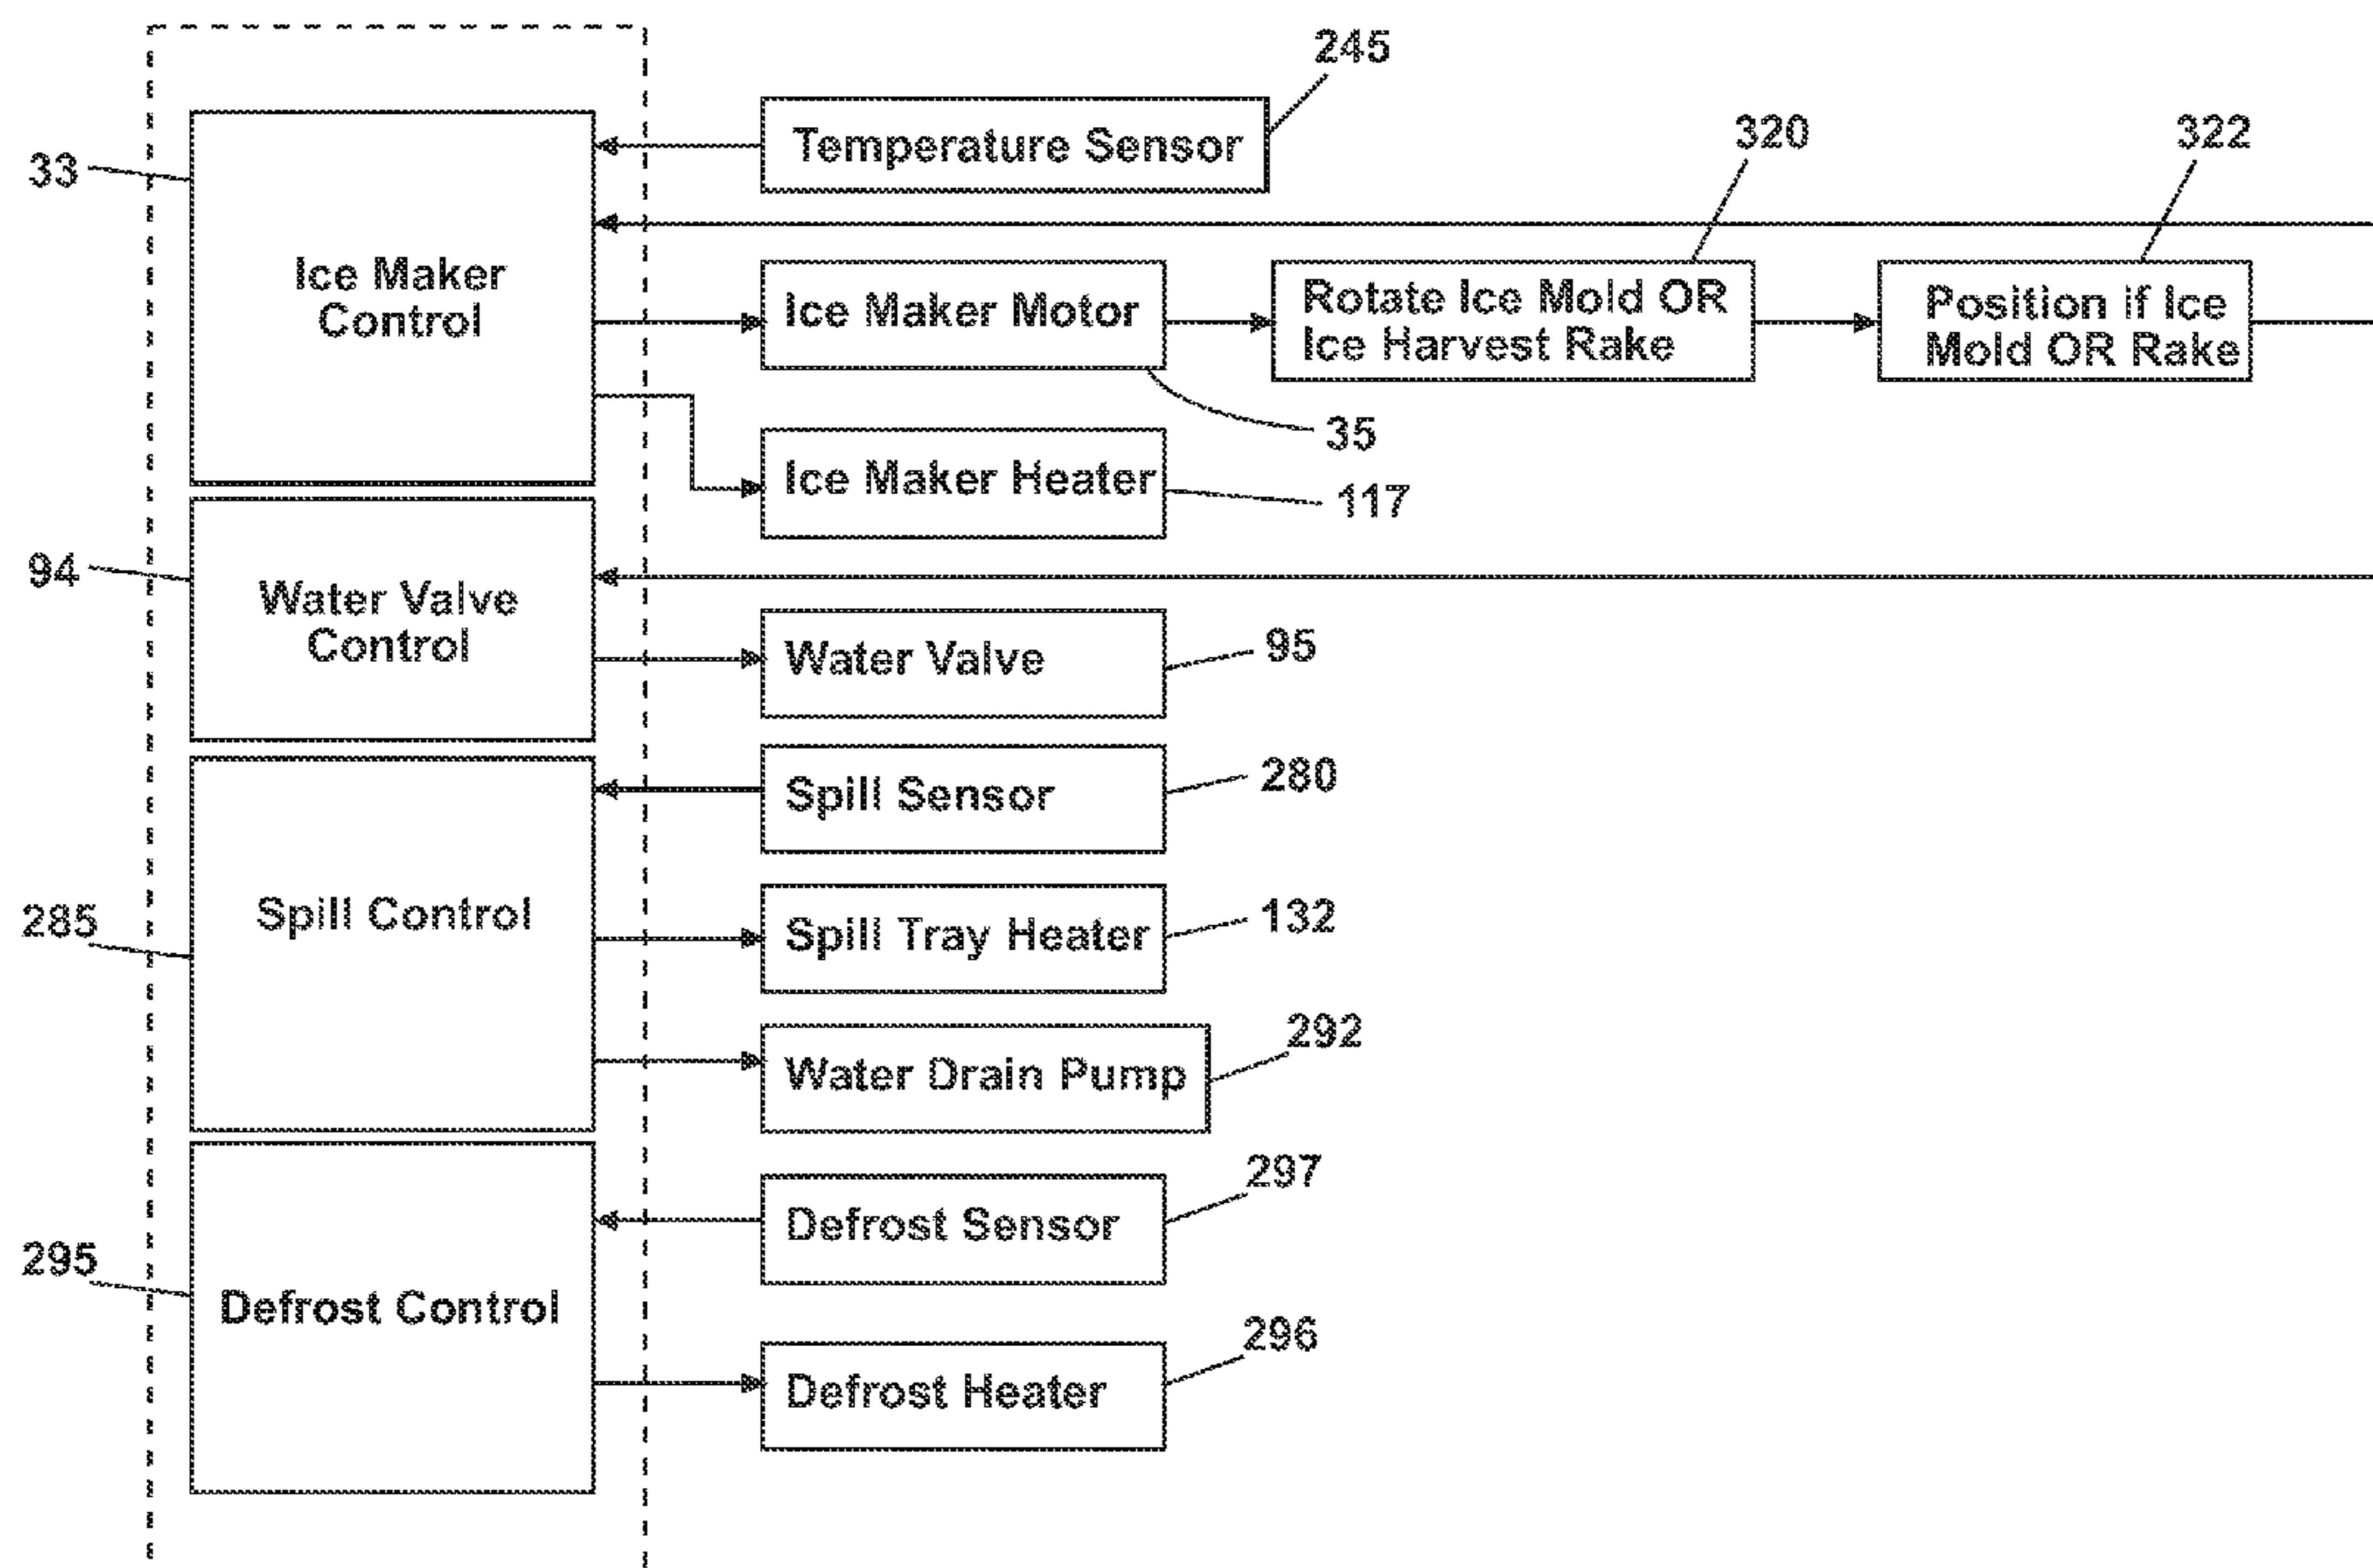 245
Temperature Sensor
320
322
33
Ice Maker
Control
Ice Maker Motor
Rotate Ice Mold OR
Ice Harvest Rake
Position if Ice
Mold OR Rake
35
Ice Maker Heater
117
94
Water Valve
Control
Water Valve
95
Spill Sensor
280
285
Spill Control
Spill Tray Heater
132
292
Water Drain Pump
297
Defrost Sensor
295
Defrost Control
296
Defrost Heater